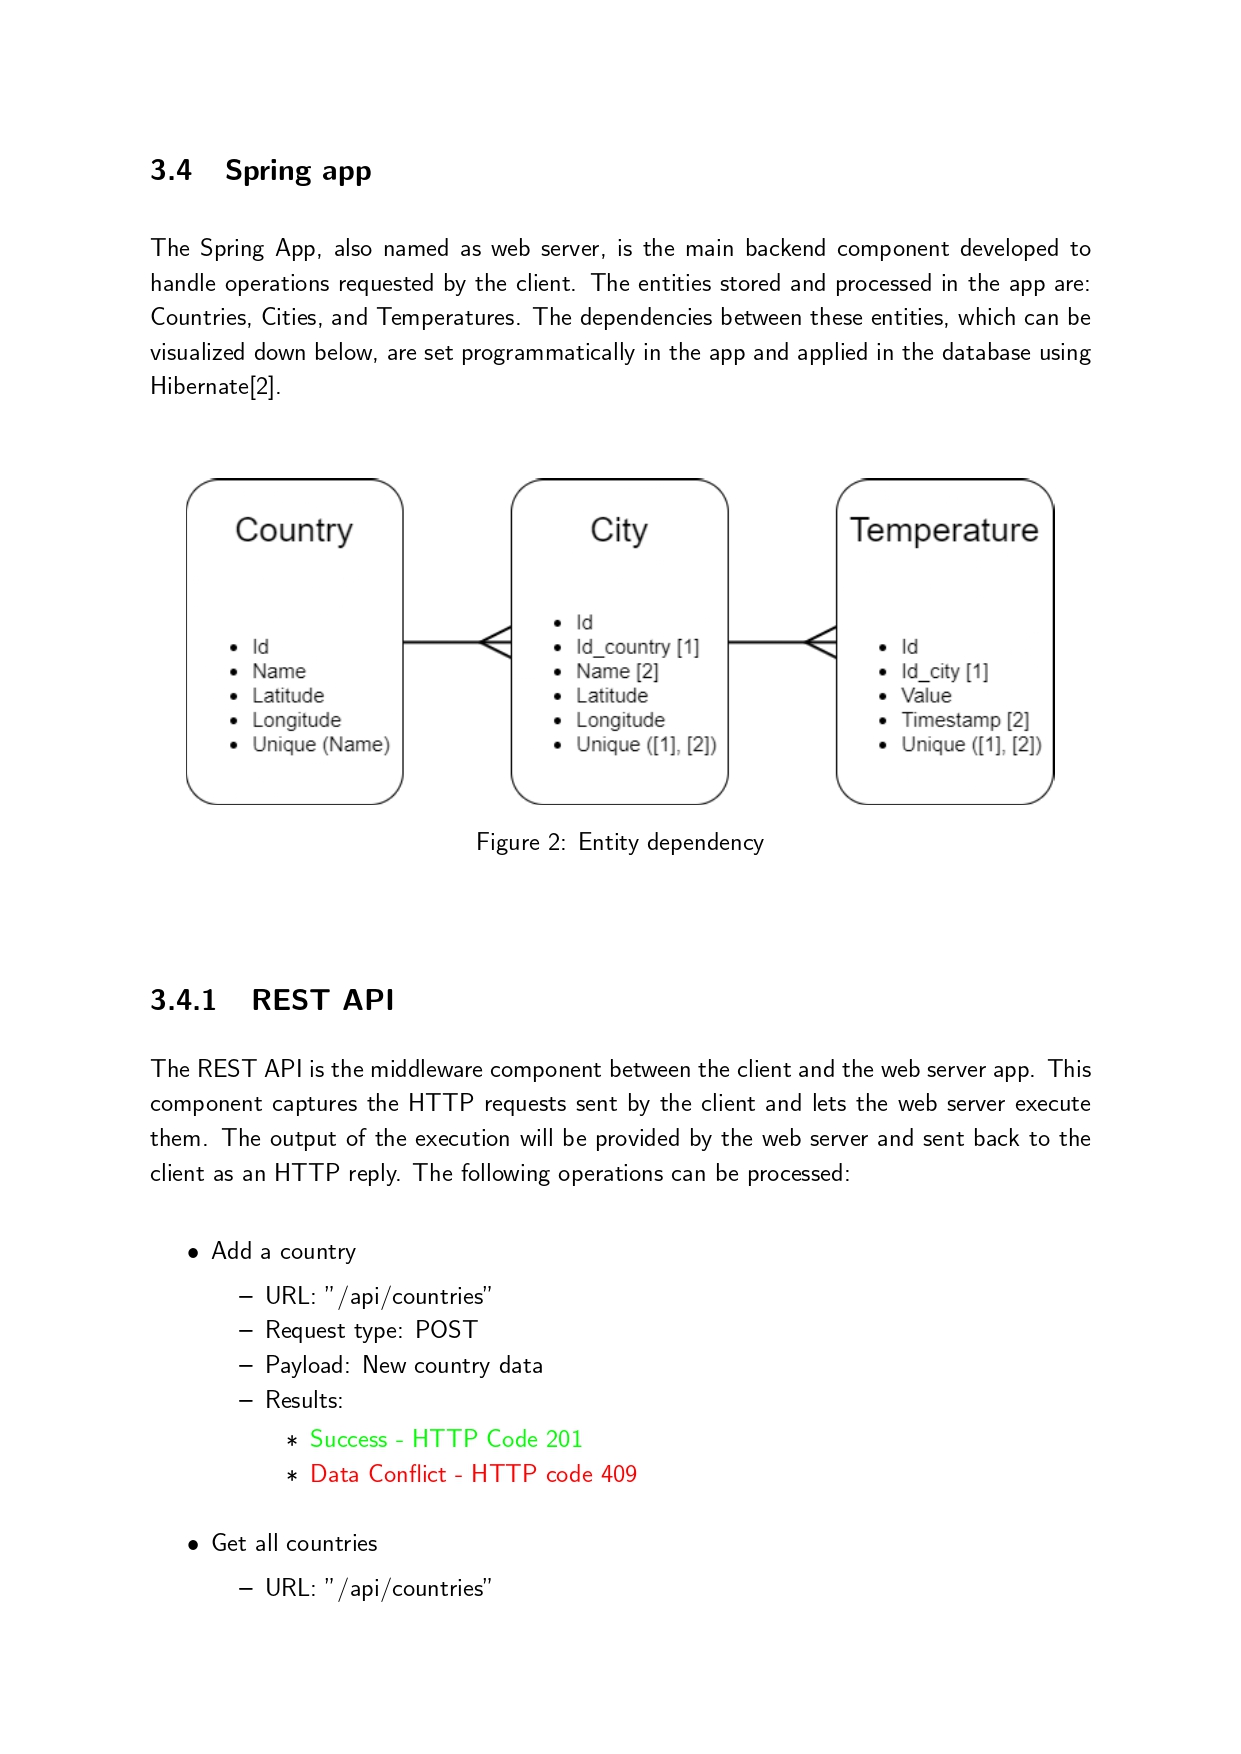 3.4 Spring app
The Spring App, also named as web server, is the main backend component developed to
handle operations requested by the client. The entities stored and processed in the app are:
Countries, Cities, and Temperatures. The dependencies between these entities, which can be
visualized down below, are set programmatically in the app and applied in the database using
Hibernate[2].
Country
• Id
• Name
• Latitude
• Longitude
• Unique (Name)
City
• Id
• Id_country [1]
• Name [2]
• Latitude
• Longitude
• Unique ([1], [2])
Temperature
• Id
• Id_city [1]
• Value
• Timestamp [2]
• Unique ([1], [2])
Figure 2: Entity dependency
3.4.1 REST API
The REST API is the middleware component between the client and the web server app. This
component captures the HTTP requests sent by the client and lets the web server execute
them. The output of the execution will be provided by the web server and sent back to the
client as an HTTP reply. The following operations can be processed:
• Add a country
– URL: ”/api/countries”
– Request type: POST
– Payload: New country data
– Results:
∗ Success - HTTP Code 201
∗ Data Conflict - HTTP code 409
• Get all countries
– URL: ”/api/countries”